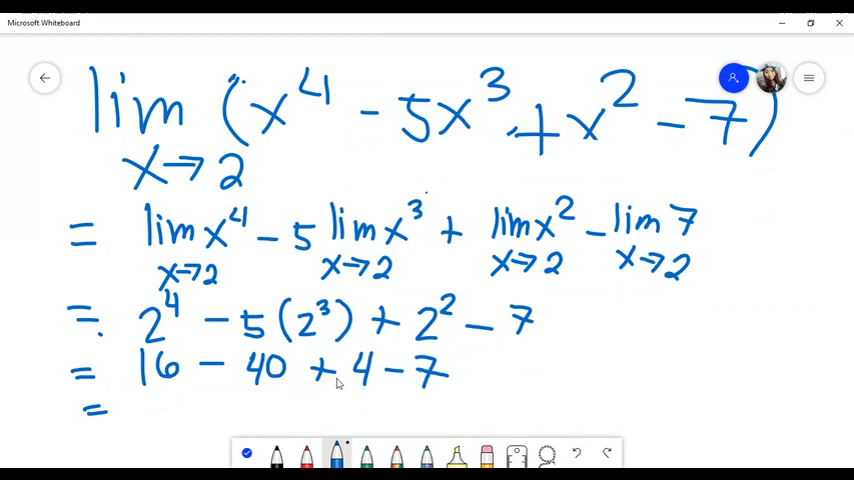 Microsoft Whiteboard
lim (x⁴ - 5x³ + x² - 7)
x→2
= lim x⁴ - 5 lim x³ + lim x² - lim 7
x→2 x→2 x→2 x→2
= 2⁴ - 5(2³) + 2² - 7
= 16 - 40 + 4 - 7
=